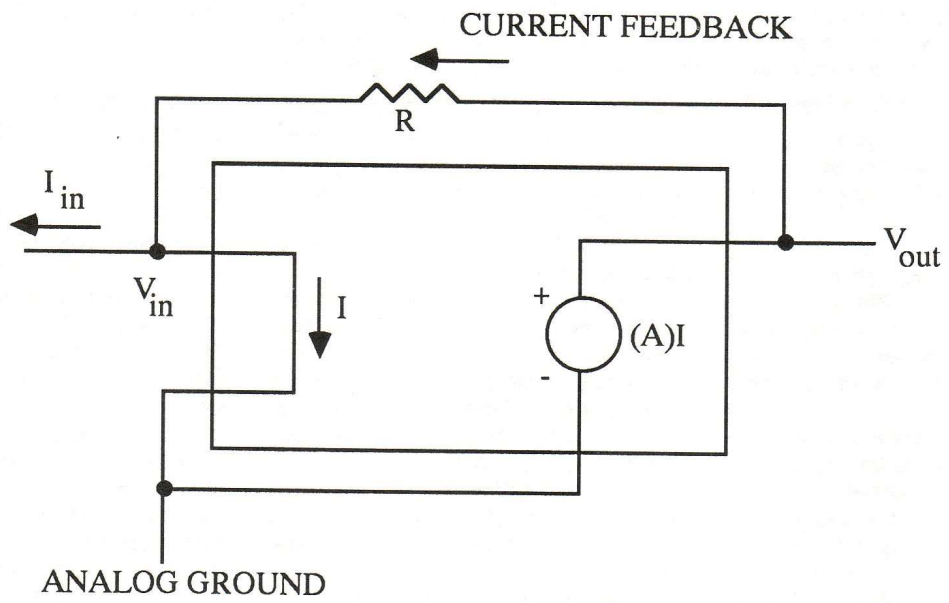 CURRENT FEEDBACK
R
I in
V in
I
+
(A)I
-
V out
ANALOG GROUND